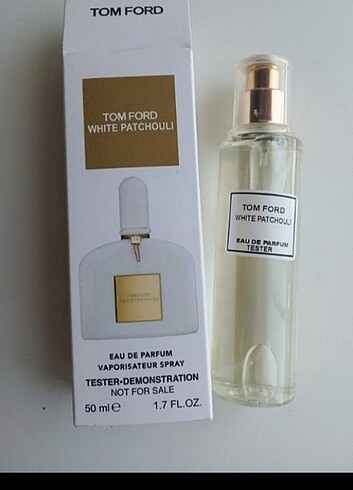 TOM FORD
TOM FORD
WHITE PATCHOULI
EAU DE PARFUM
VAPORISATEUR SPRAY
TESTER•DEMONSTRATION
NOT FOR SALE
50 ml e 1.7 FL.OZ.
TOM FORD
WHITE PATCHOULI
EAU DE PARFUM
TESTER